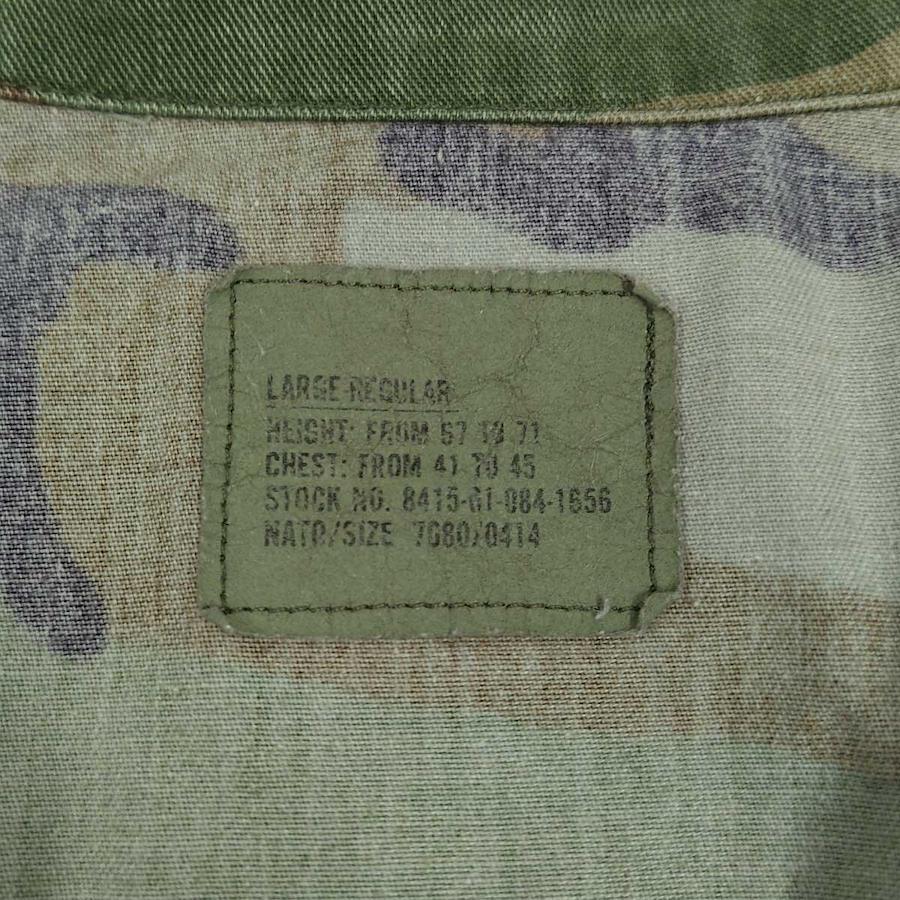 LARGE-REGULAR
HEIGHT: FROM 67 TO 71
CHEST: FROM 41 TO 45
STOCK NO. 8415-01-084-1656
NATO/SIZE 7080/0414